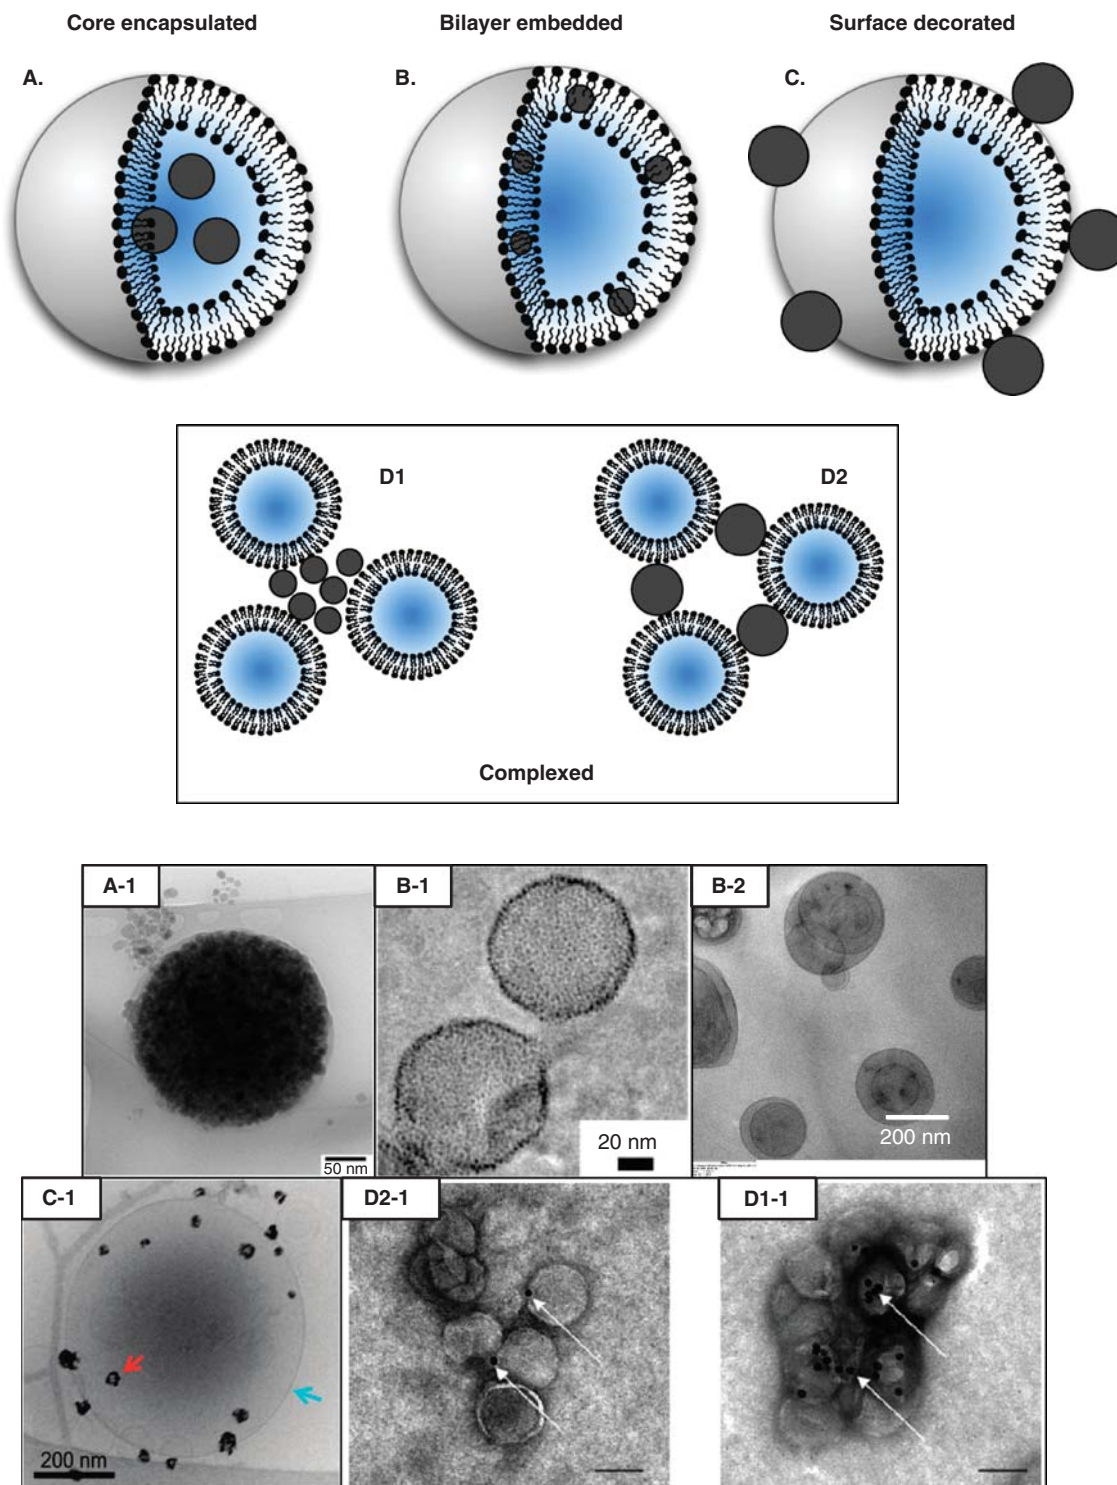 Core encapsulated
Bilayer embedded
Surface decorated
A.
B.
C.
D1
D2
Complexed
A-1
B-1
B-2
50 nm
20 nm
200 nm
C-1
D2-1
D1-1
200 nm